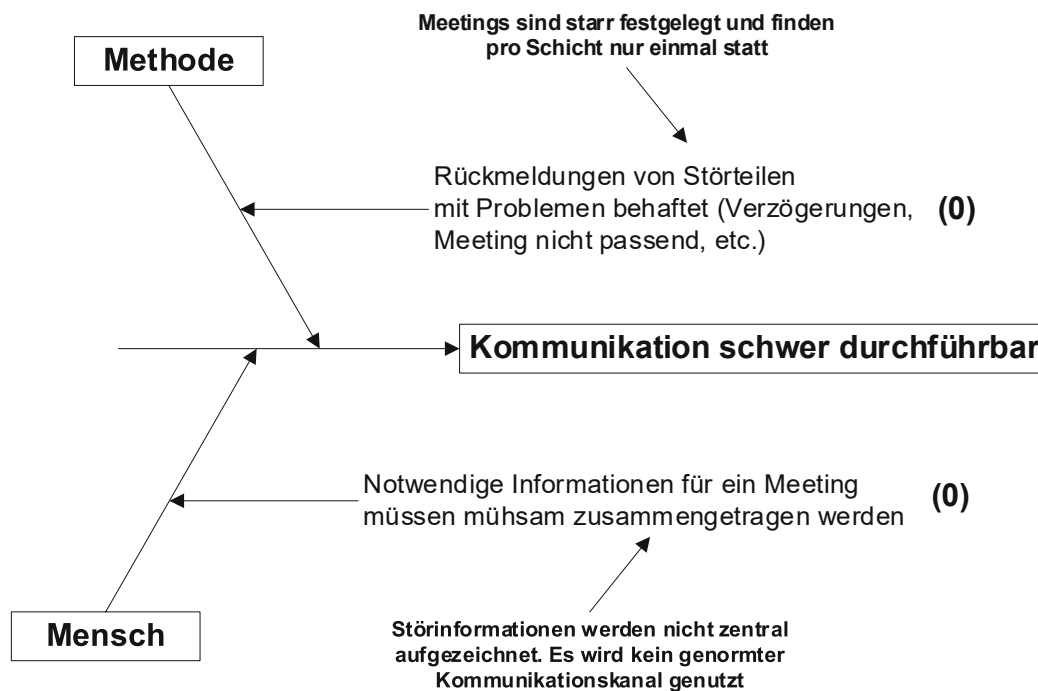 Meetings sind starr festgelegt und finden
pro Schicht nur einmal statt
Methode
Rückmeldungen von Störteilen
mit Problemen behaftet (Verzögerungen,
Meeting nicht passend, etc.)
(0)
Kommunikation schwer durchführbar
Notwendige Informationen für ein Meeting
müssen mühsam zusammengetragen werden
(0)
Mensch
Störinformationen werden nicht zentral
aufgezeichnet. Es wird kein genormter
Kommunikationskanal genutzt